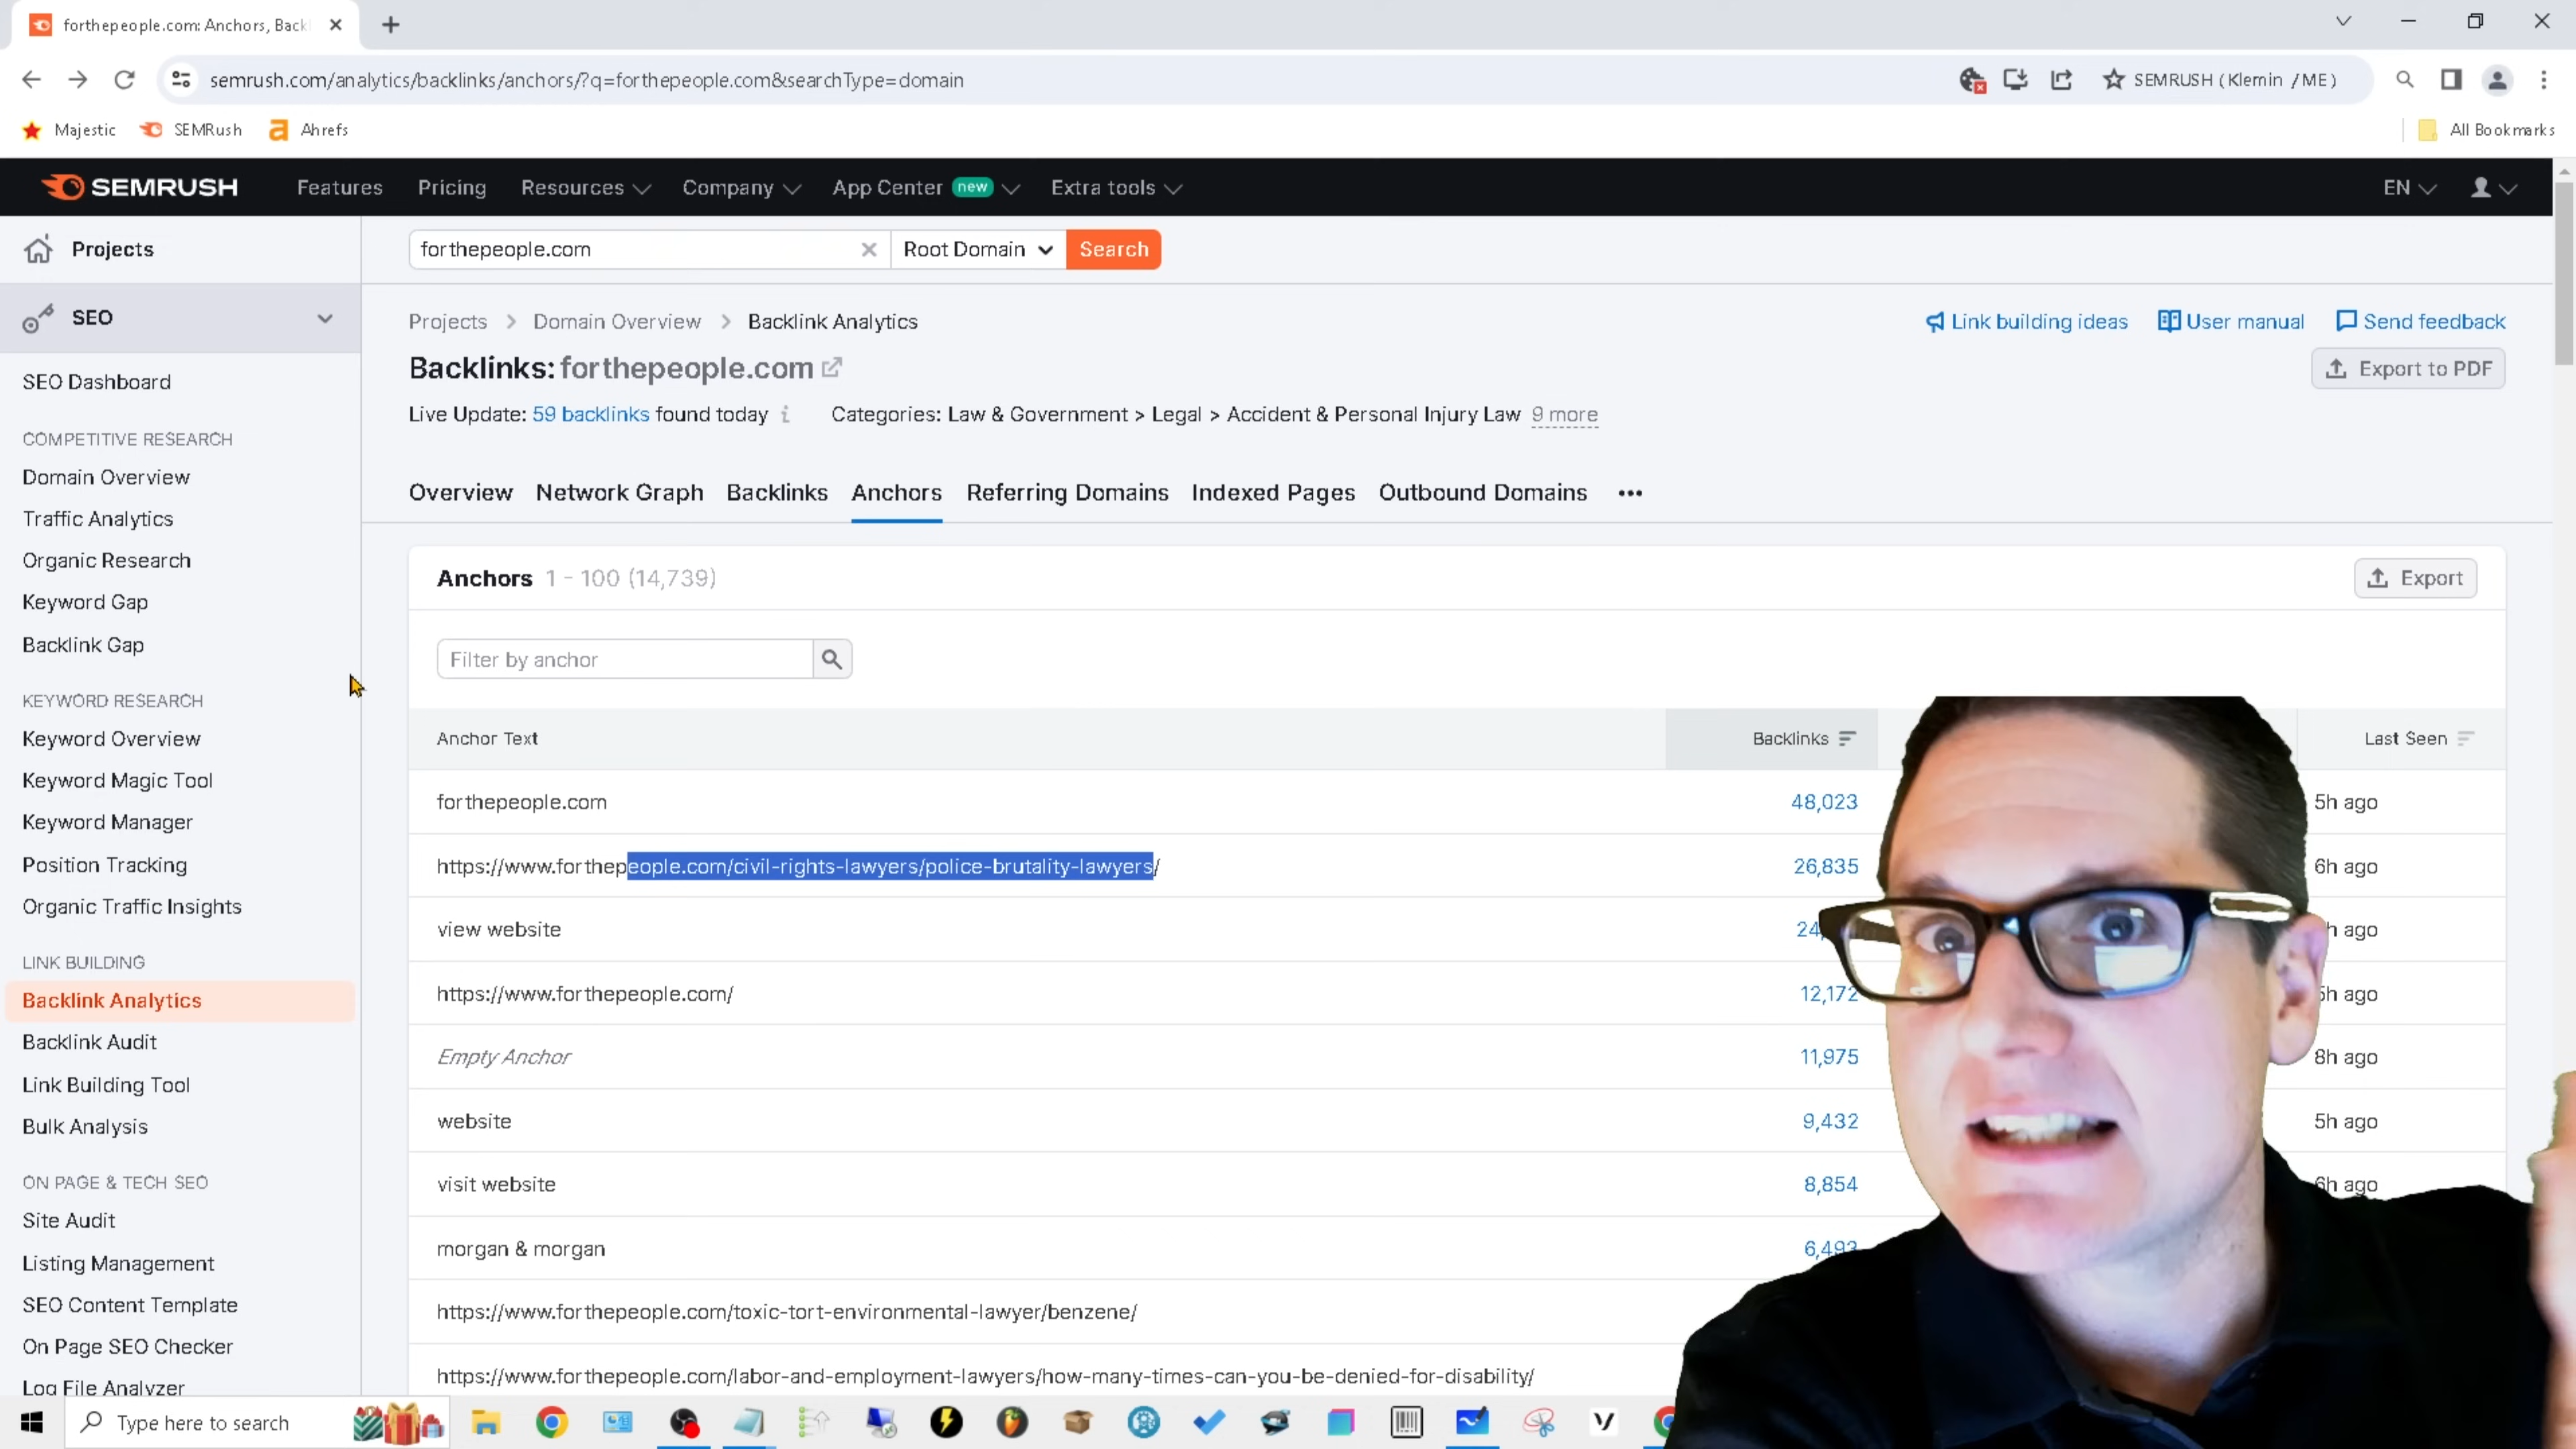 forthepeople.com: Anchors, Back
semrush.com/analytics/backlinks/anchors/?q=forthepeople.com&searchType=domain
SEMRUSH ( Klemin / ME )
Majestic SEMRush Ahrefs All Bookmarks
SEMRUSH Features Pricing Resources Company App Center new Extra tools EN
Projects
forthepeople.com Root Domain Search
SEO
Projects > Domain Overview > Backlink Analytics
Link building ideas User manual Send feedback
Backlinks: forthepeople.com
Export to PDF
Live Update: 59 backlinks found today i Categories: Law & Government > Legal > Accident & Personal Injury Law 9 more
Overview Network Graph Backlinks Anchors Referring Domains Indexed Pages Outbound Domains •••
SEO Dashboard
COMPETITIVE RESEARCH
Domain Overview
Traffic Analytics
Organic Research
Keyword Gap
Backlink Gap
KEYWORD RESEARCH
Keyword Overview
Keyword Magic Tool
Keyword Manager
Position Tracking
Organic Traffic Insights
LINK BUILDING
Backlink Analytics
Backlink Audit
Link Building Tool
Bulk Analysis
ON PAGE & TECH SEO
Site Audit
Listing Management
SEO Content Template
On Page SEO Checker
Log File Analyzer
Anchors 1 - 100 (14,739)
Export
Filter by anchor
Anchor Text Backlinks Last Seen
forthepeople.com 48,023 5h ago
https://www.forthepeople.com/civil-rights-lawyers/police-brutality-lawyers/ 26,835 6h ago
view website 24, h ago
https://www.forthepeople.com/ 12,172 5h ago
Empty Anchor 11,975 8h ago
website 9,432 5h ago
visit website 8,854 6h ago
morgan & morgan 6,493
https://www.forthepeople.com/toxic-tort-environmental-lawyer/benzene/
https://www.forthepeople.com/labor-and-employment-lawyers/how-many-times-can-you-be-denied-for-disability/
Type here to search